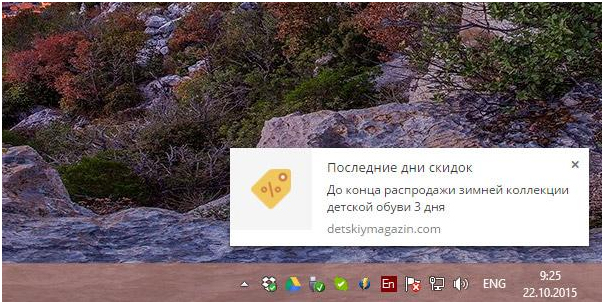 Последние дни скидок
До конца распродажи зимней коллекции
детской обуви 3 дня
detskiymagazin.com
En
ENG
9:25
22.10.2015